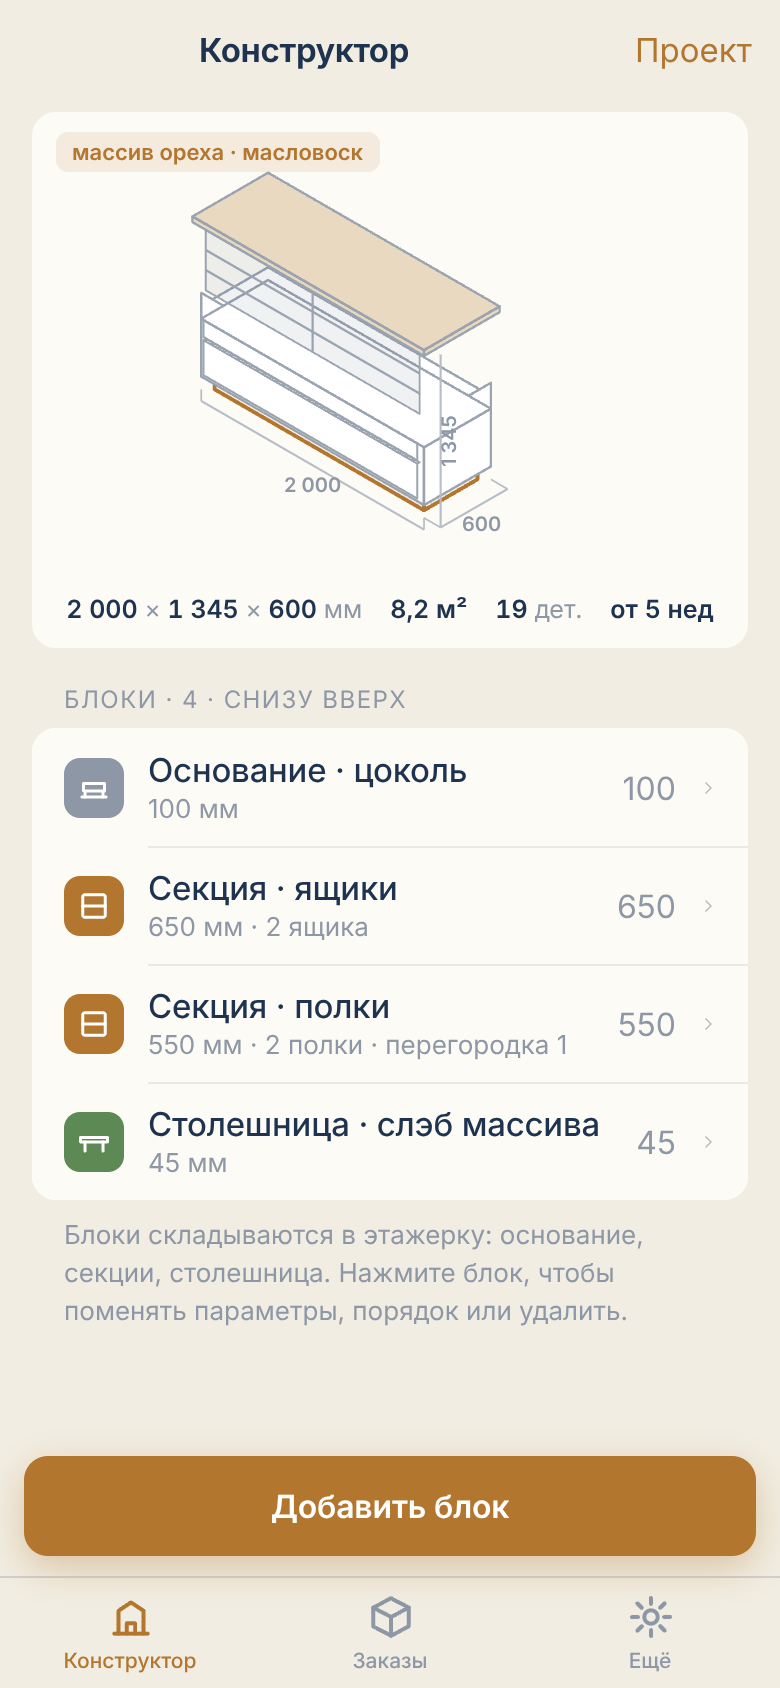 Конструктор
Проект
массив ореха · масловоск
1 345
2 000
600
2 000 × 1 345 × 600 мм 8,2 м² 19 дет. от 5 нед
БЛОКИ · 4 · СНИЗУ ВВЕРХ
Основание · цоколь
100 мм
100
Секция · ящики
650 мм · 2 ящика
650
Секция · полки
550 мм · 2 полки · перегородка 1
550
Столешница · слэб массива
45 мм
45
Блоки складываются в этажерку: основание,
секции, столешница. Нажмите блок, чтобы
поменять параметры, порядок или удалить.
Добавить блок
Конструктор
Заказы
Ещё